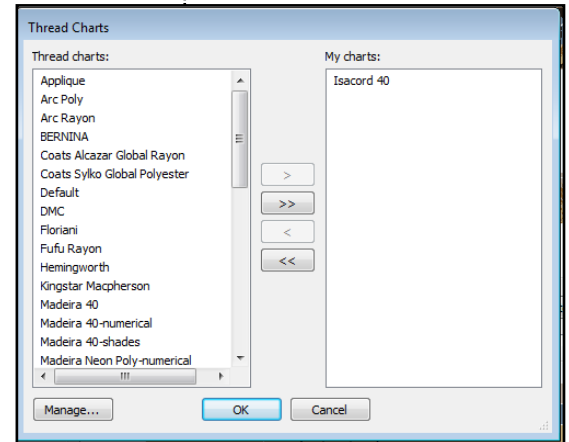 Thread Charts
Thread charts:
Applique
Arc Poly
Arc Rayon
BERNINA
Coats Alcazar Global Rayon
Coats Sylko Global Polyester
Default
DMC
Floriani
Fufu Rayon
Hemingworth
Kingstar Macpherson
Madeira 40
Madeira 40-numerical
Madeira 40-shades
Madeira Neon Poly-numerical
>
>>
<
<<
My charts:
Isacord 40
Manage...
OK
Cancel